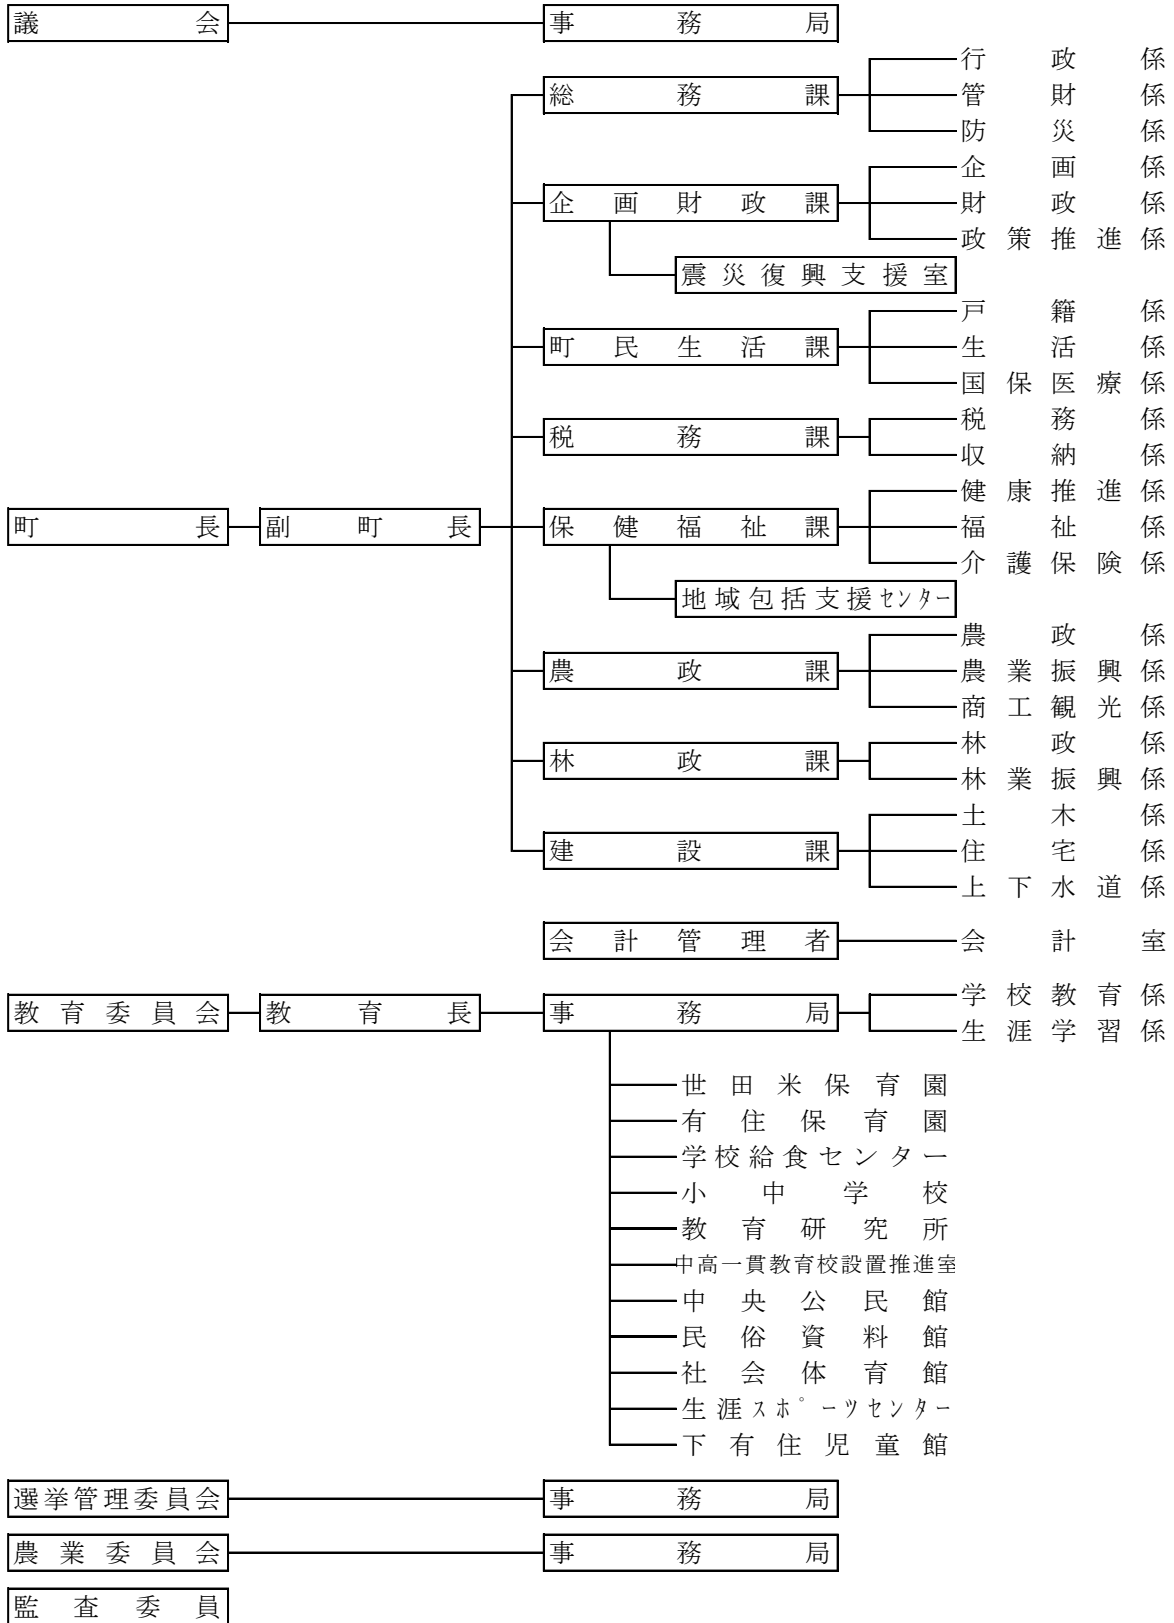 議会 事務局
行政係
総務課 管財係
防災係
企画係
企画財政課 財政係
政策推進係
震災復興支援室
戸籍係
町民生活課 生活係
国保医療係
税務係
税務課
収納係
健康推進係
町長 副町長 保健福祉課 福祉係
介護保険係
地域包括支援センター
農政係
農政課 農業振興係
商工観光係
林政係
林政課
林業振興係
土木係
建設課 住宅係
上下水道係
会計管理者 会計室
学校教育係
教育委員会 教育長 事務局
生涯学習係
世田米保育園
有住保育園
学校給食センター
小中学校
教育研究所
中高一貫教育校設置推進室
中央公民館
民俗資料館
社会体育館
生涯スポーツセンター
下有住児童館
選挙管理委員会 事務局
農業委員会 事務局
監査委員